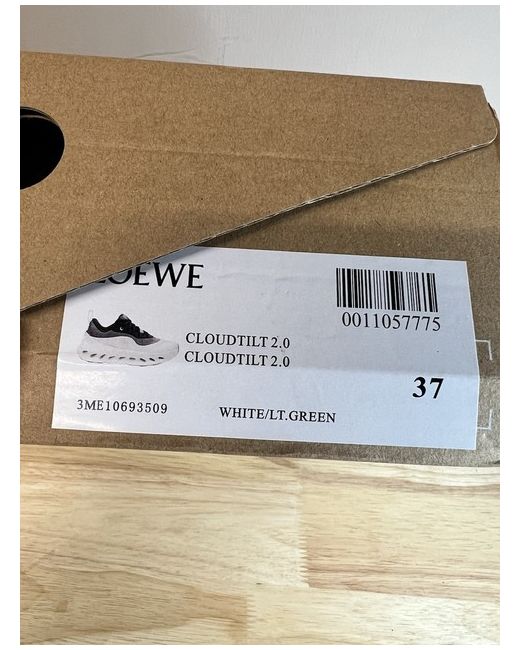 LOEWE
0011057775
CLOUDTILT 2.0
CLOUDTILT 2.0
37
3ME10693509
WHITE/LT.GREEN